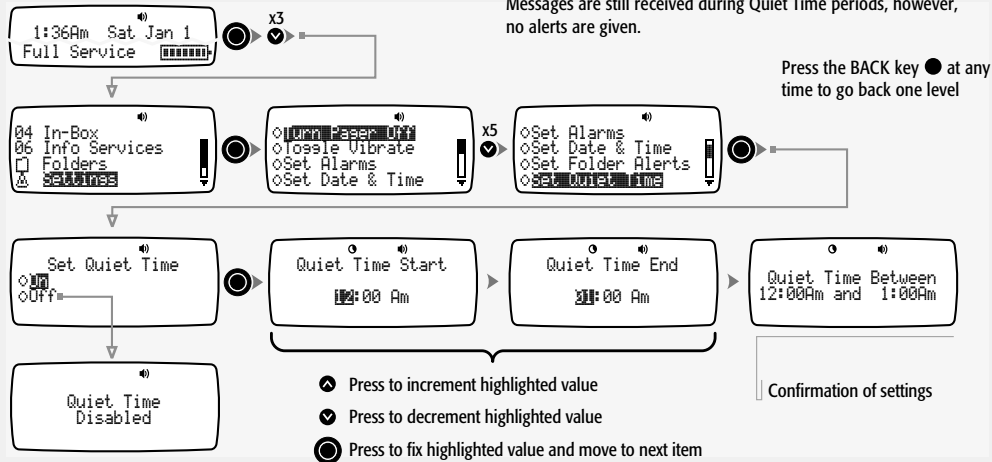 Messages are still received during Quiet Time periods, however,
no alerts are given.
1:36Am Sat Jan 1
Full Service
x3
Press the BACK key at any
time to go back one level
04 In-Box
06 Info Services
Folders
Settings
Turn Pager Off
Toggle Vibrate
Set Alarms
Set Date & Time
x5
Set Alarms
Set Date & Time
Set Folder Alerts
Set Quiet Time
Set Quiet Time
On
Off
Quiet Time Start
12:00 Am
Quiet Time End
01:00 Am
Quiet Time Between
12:00Am and 1:00Am
Quiet Time
Disabled
Press to increment highlighted value
Press to decrement highlighted value
Press to fix highlighted value and move to next item
Confirmation of settings